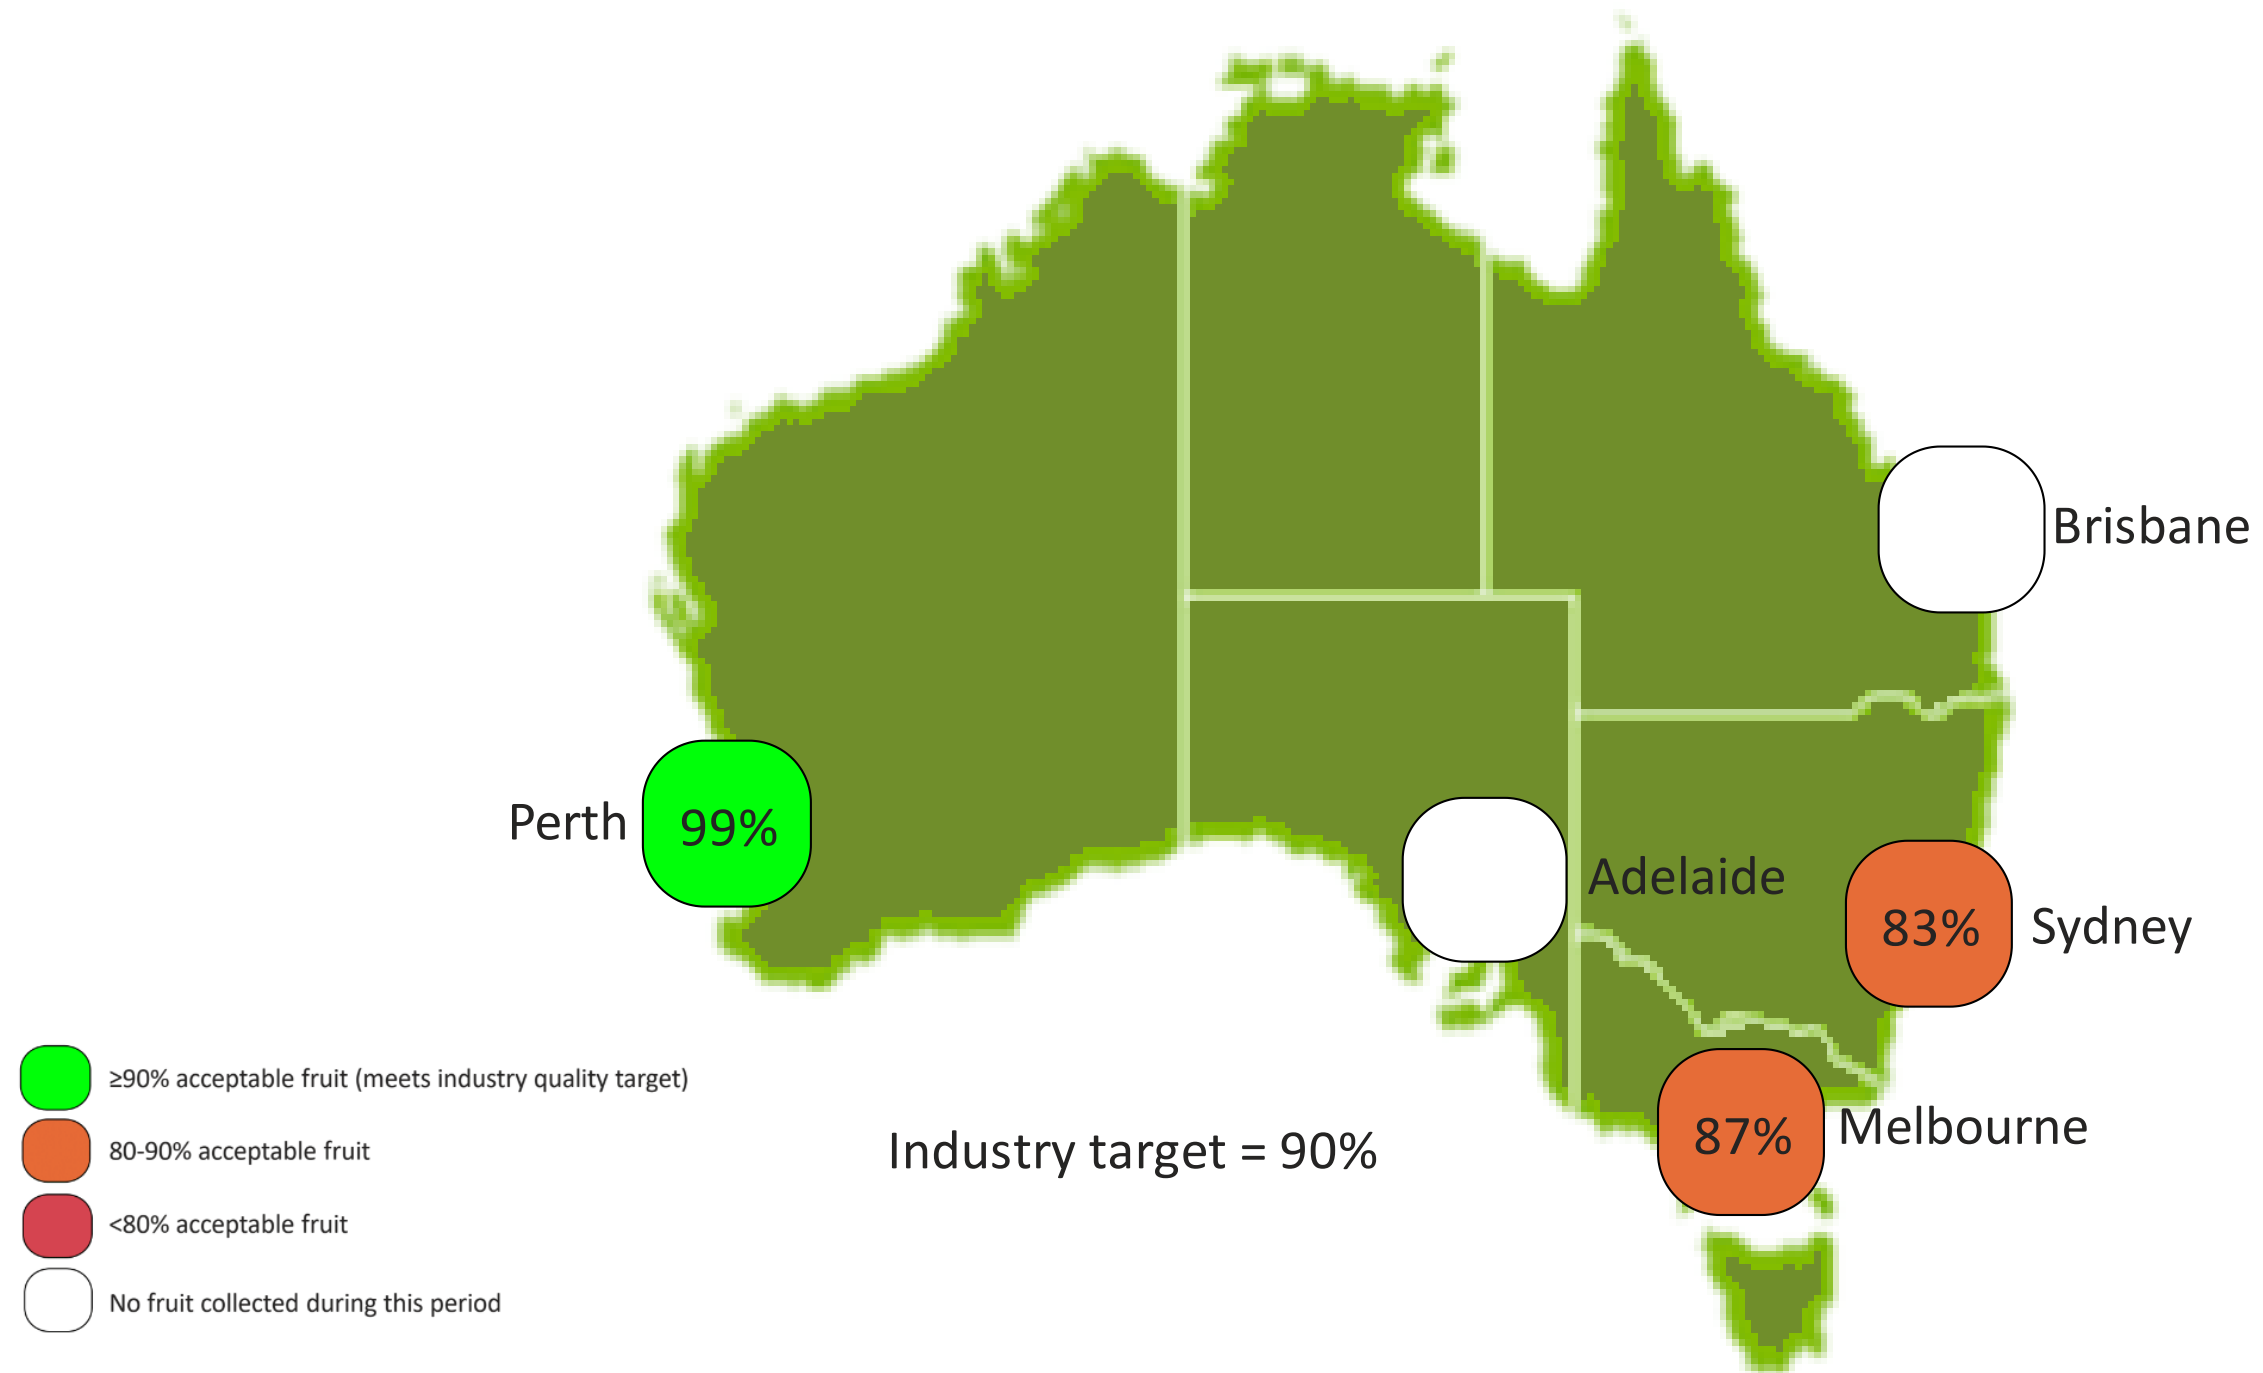 Brisbane
Perth
99%
Adelaide
83%
Sydney
≥90% acceptable fruit (meets industry quality target)
80-90% acceptable fruit
<80% acceptable fruit
No fruit collected during this period
Industry target = 90%
87%
Melbourne